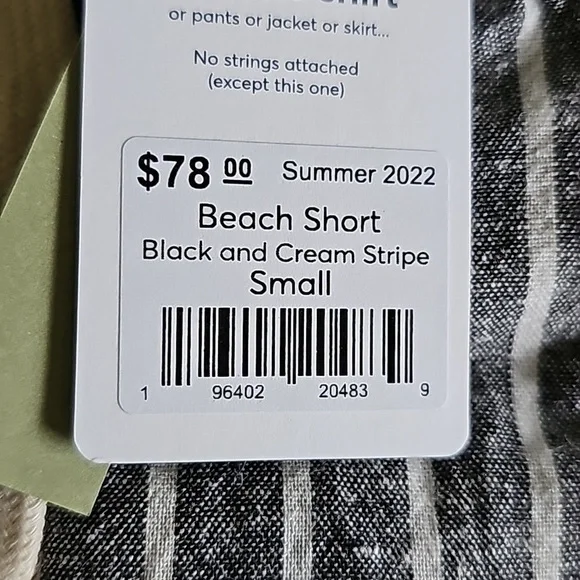 or pants or jacket or skirt...
No strings attached
(except this one)
$78 00 Summer 2022
Beach Short
Black and Cream Stripe
Small
1 96402 20483 9